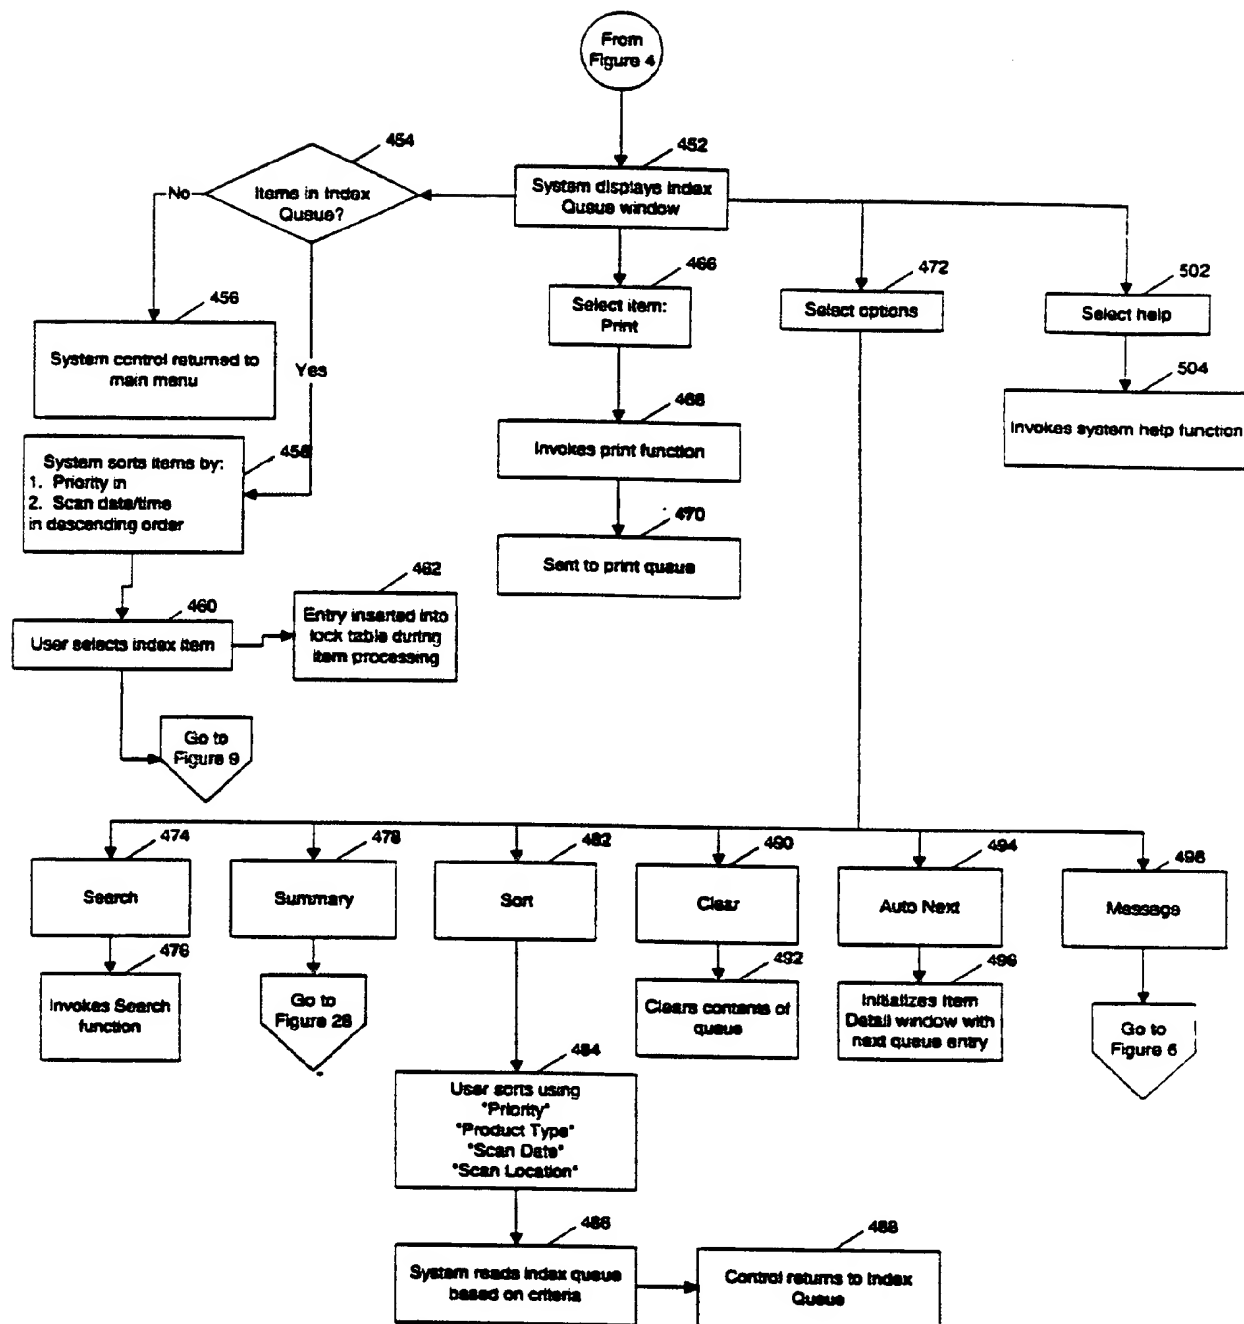 From
Figure 4
454
452
No
Items in Index
Queue?
System displays Index
Queue window
466
472
502
456
Select item:
Print
Select options
Select help
System control returned to
main menu
Yes
504
468
Invokes print function
Invokes system help function
458
System sorts items by:
1. Priority in
2. Scan date/time
in descending order
470
Sent to print queue
462
460
Entry inserted into
lock table during
item processing
User selects index item
Go to
Figure 9
474
478
482
490
494
498
Search
Summary
Sort
Clear
Auto Next
Message
476
492
496
Invokes Search
function
Go to
Figure 28
Clears contents of
queue
Initializes Item
Detail window with
next queue entry
Go to
Figure 6
484
User sorts using
"Priority"
"Product Type"
"Scan Date"
"Scan Location"
486
488
System reads index queue
based on criteria
Control returns to Index
Queue